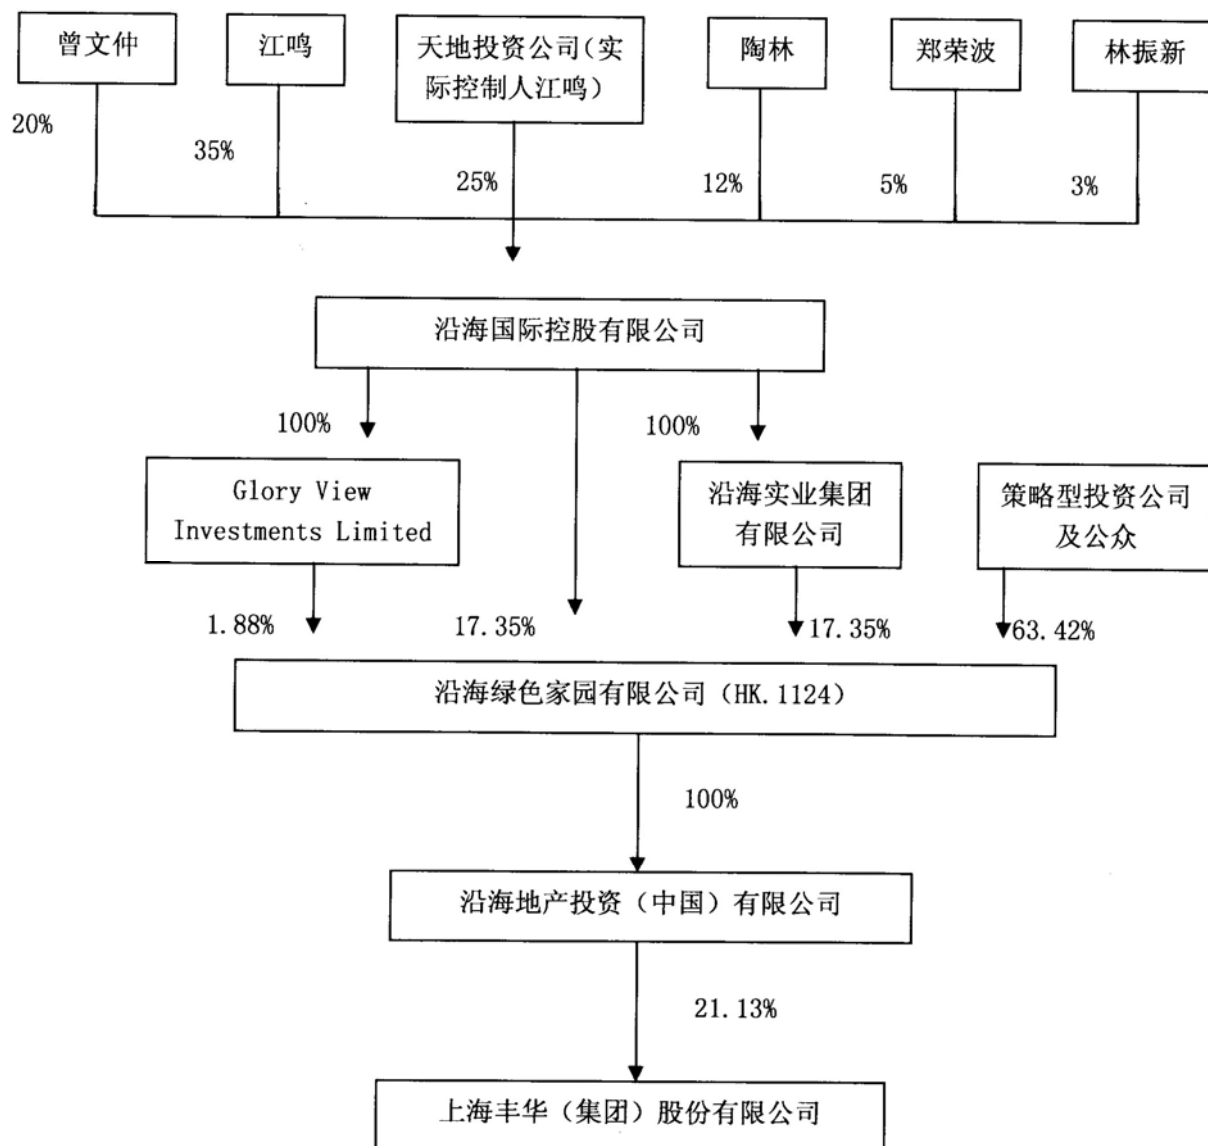 曾文仲
江鸣
天地投资公司（实
际控制人江鸣）
陶林
郑荣波
林振新
20%
35%
25%
12%
5%
3%
沿海国际控股有限公司
100%
100%
Glory View
Investments Limited
沿海实业集团
有限公司
策略型投资公司
及公众
1.88%
17.35%
17.35%
63.42%
沿海绿色家园有限公司（HK.1124）
100%
沿海地产投资（中国）有限公司
21.13%
上海丰华（集团）股份有限公司